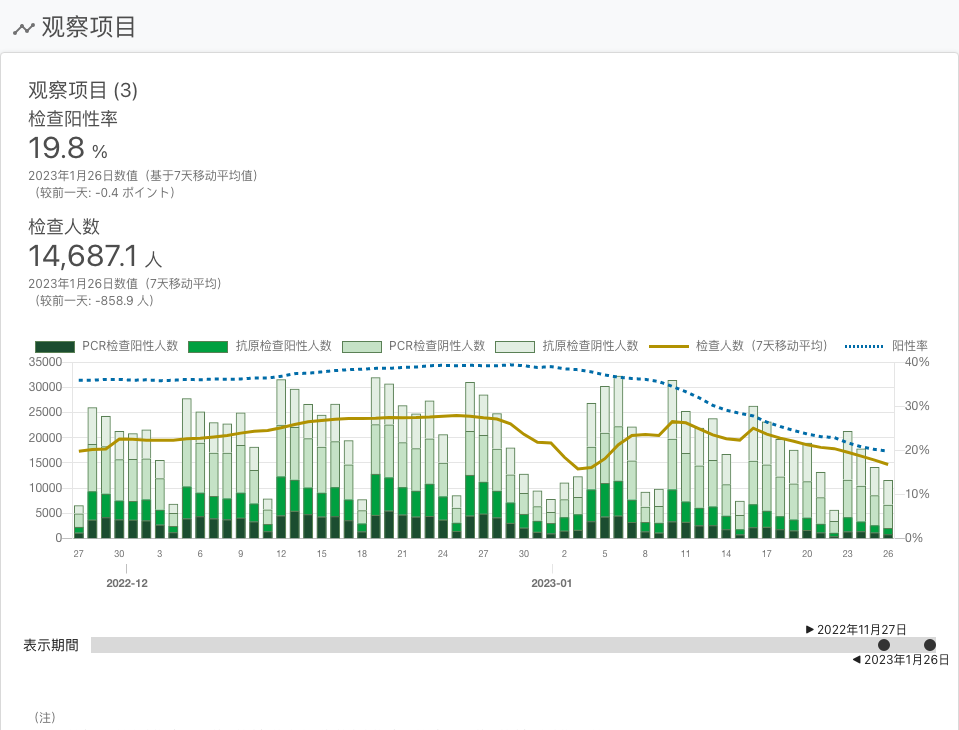 观察项目
观察项目 (3)
检查阳性率
19.8 %
2023年1月26日数值（基于7天移动平均值）
（较前一天: -0.4 ポイント）
检查人数
14,687.1 人
2023年1月26日数值（7天移动平均）
（较前一天: -858.9 人）
PCR检查阳性人数 抗原检查阳性人数 PCR检查阴性人数 抗原检查阴性人数 检查人数（7天移动平均） 阳性率
35000 40%
30000
25000 30%
20000
15000 20%
10000 10%
5000
0 0%
27 30 3 6 9 12 15 18 21 24 27 30 2 5 8 11 14 17 20 23 26
2022-12 2023-01
▶ 2022年11月27日
表示期間
◀ 2023年1月26日
（注）